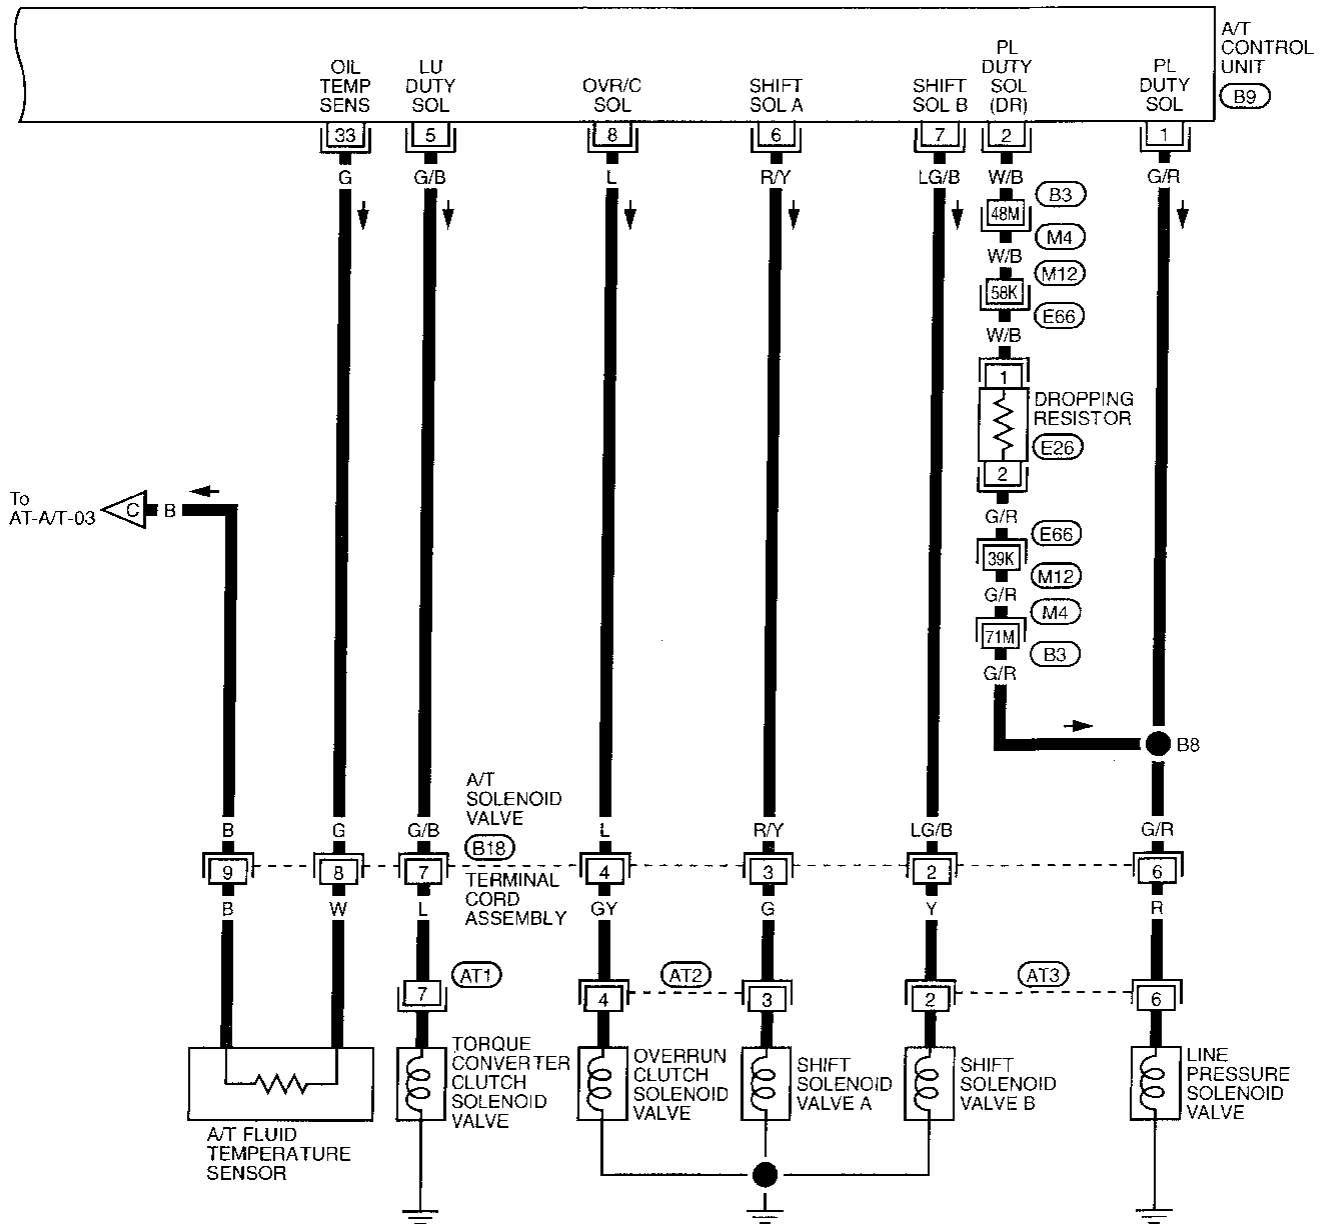 A/T
CONTROL
UNIT
B9
OIL
TEMP
SENS
LU
DUTY
SOL
OVR/C
SOL
SHIFT
SOL A
SHIFT
SOL B
PL
DUTY
SOL
(DR)
PL
DUTY
SOL
33 5 8 6 7 2 1
G G/B L R/Y LG/B W/B G/R
B3
48M
M4
W/B
M12
58K
E66
W/B
1
DROPPING
RESISTOR
E26
2
G/R
E66
39K
M12
G/R
M4
71M
B3
G/R
To
AT-A/T-03
C B
B8
A/T
SOLENOID
VALVE
B18
TERMINAL
CORD
ASSEMBLY
B G G/B L R/Y LG/B G/R
9 8 7 4 3 2 6
B W L GY G Y R
AT1 AT2 AT3
7 4 3 2 6
A/T FLUID
TEMPERATURE
SENSOR
TORQUE
CONVERTER
CLUTCH
SOLENOID
VALVE
OVERRUN
CLUTCH
SOLENOID
VALVE
SHIFT
SOLENOID
VALVE A
SHIFT
SOLENOID
VALVE B
LINE
PRESSURE
SOLENOID
VALVE